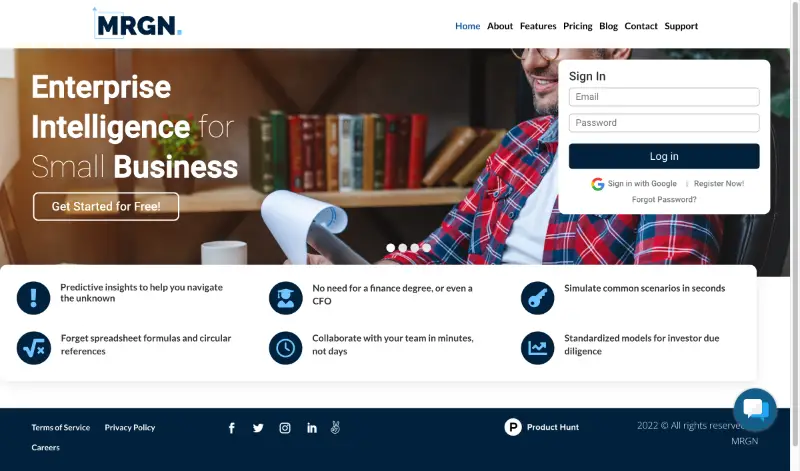 MRGN.
Home About Features Pricing Blog Contact Support
Enterprise
Intelligence for
Small Business
Get Started for Free!
Sign In
Email
Password
Log in
Sign in with Google | Register Now!
Forgot Password?
Predictive insights to help you navigate
the unknown
No need for a finance degree, or even a
CFO
Simulate common scenarios in seconds
Forget spreadsheet formulas and circular
references
Collaborate with your team in minutes,
not days
Standardized models for investor due
diligence
Terms of Service Privacy Policy
Careers
P Product Hunt
2022 © All rights reserve
MRGN